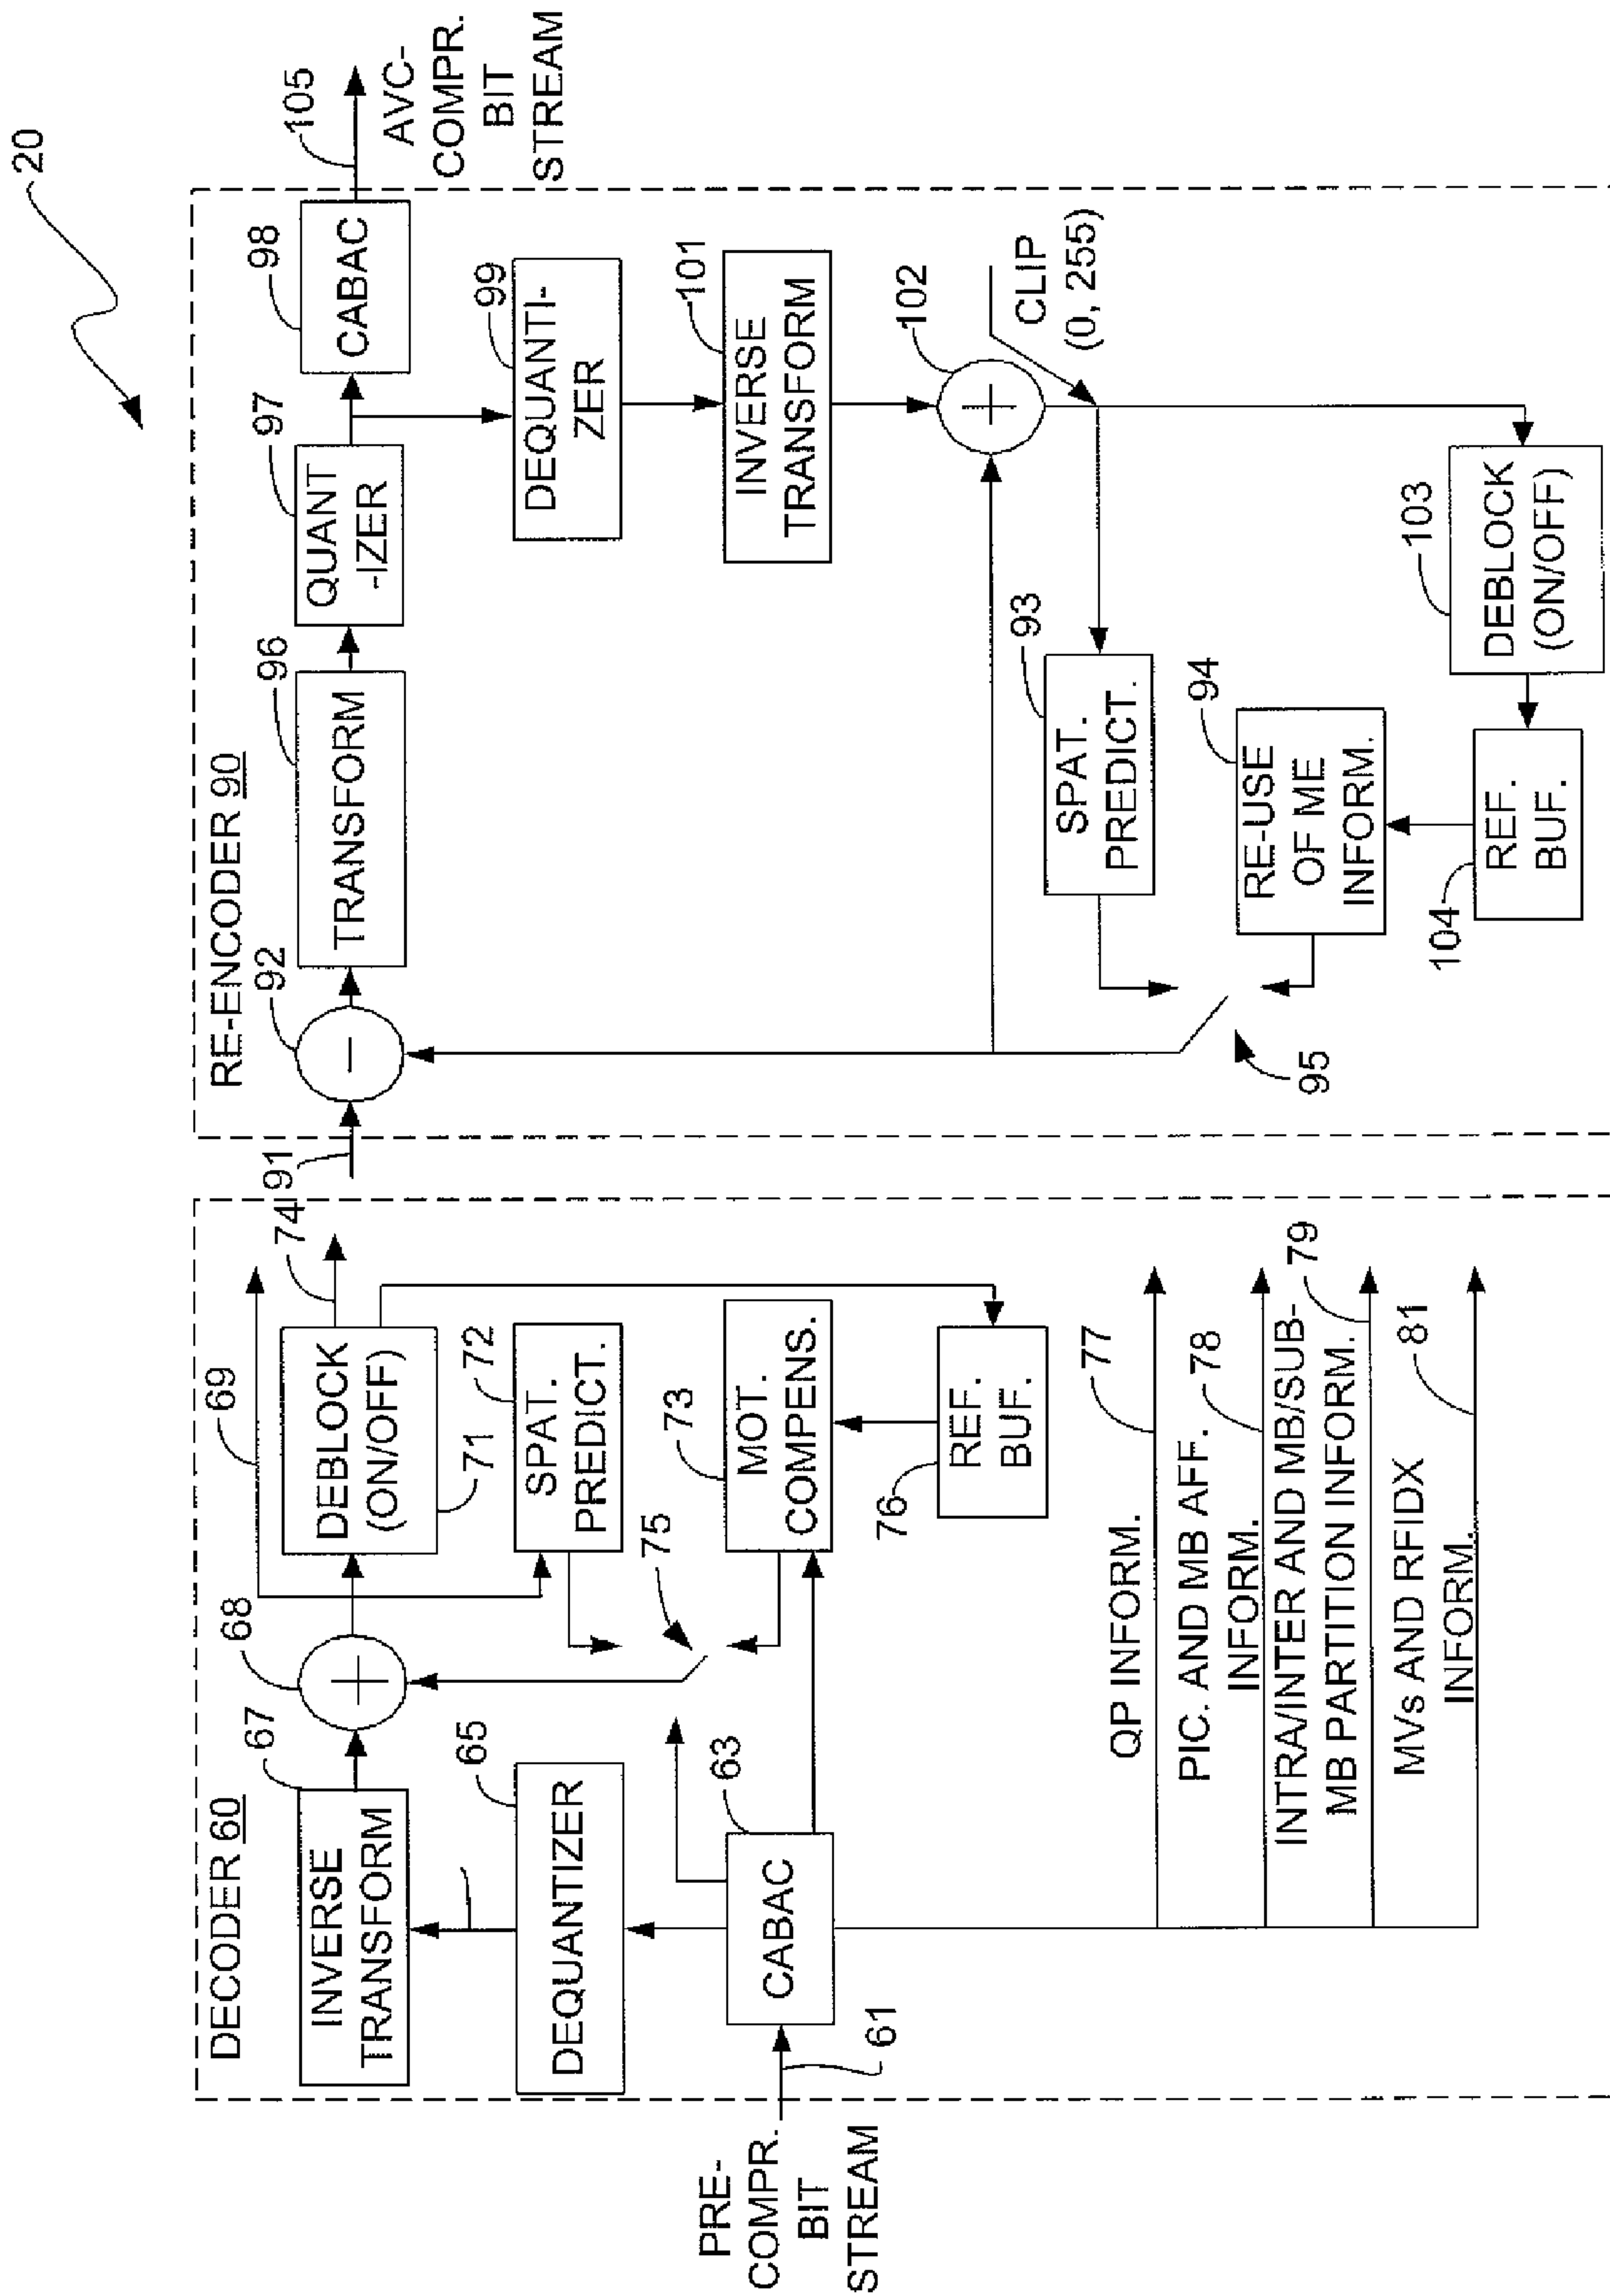 20
DECODER 60
INVERSE
TRANSFORM
67
68
69
DEBLOCK
(ON/OFF)
71
74
65
DEQUANTIZER
72
SPAT.
PREDICT.
75
PRE-
COMPR.
BIT
STREAM
61
CABAC
63
73
MOT.
COMPENS.
76
REF.
BUF.
QP INFORM.
77
PIC. AND MB AFF.
INFORM.
78
INTRA/INTER AND MB/SUB-
MB PARTITION INFORM.
79
MVs AND RFIDX
INFORM.
81
RE-ENCODER 90
91
92
TRANSFORM
96
QUANT
-IZER
97
CABAC
98
105
AVC-
COMPR.
BIT
STREAM
DEQUANTI-
ZER
99
INVERSE
TRANSFORM
101
102
CLIP
(0, 255)
SPAT.
PREDICT.
93
RE-USE
OF ME
INFORM.
94
95
DEBLOCK
(ON/OFF)
103
REF.
BUF.
104